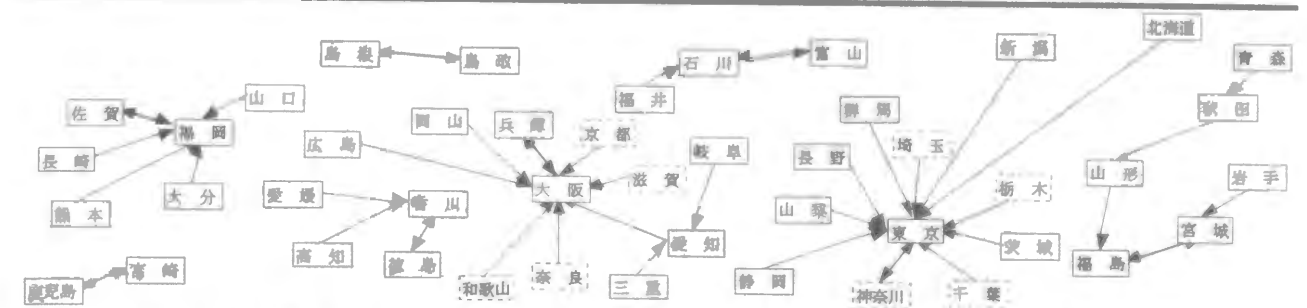 北海道
島根
鳥取
石川
富山
新潟
青森
福井
秋田
佐賀
山口
福岡
岡山
兵庫
京都
群馬
埼玉
広島
岐阜
長野
長崎
滋賀
大阪
山形
岩手
栃木
大分
愛媛
香川
熊本
山梨
東京
宮城
愛知
茨城
高知
徳島
福島
宮崎
鹿児島
和歌山
奈良
三重
静岡
神奈川
千葉